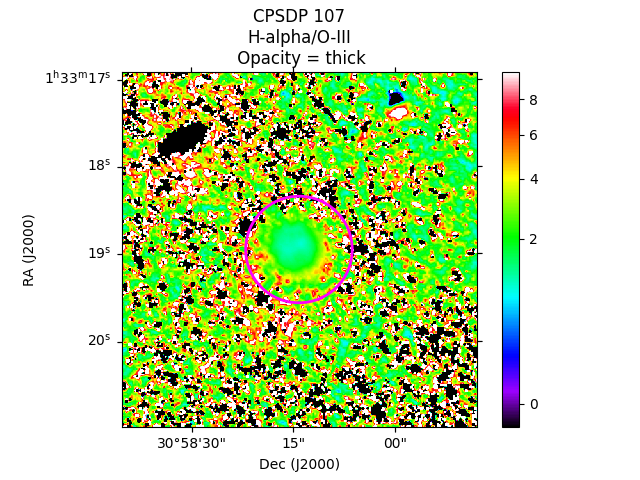 CPSDP 107
H-alpha/O-III
Opacity = thick
1ʰ33ᵐ17ˢ
18ˢ
19ˢ
20ˢ
RA (J2000)
30°58'30"
15"
00"
Dec (J2000)
8
6
4
2
0